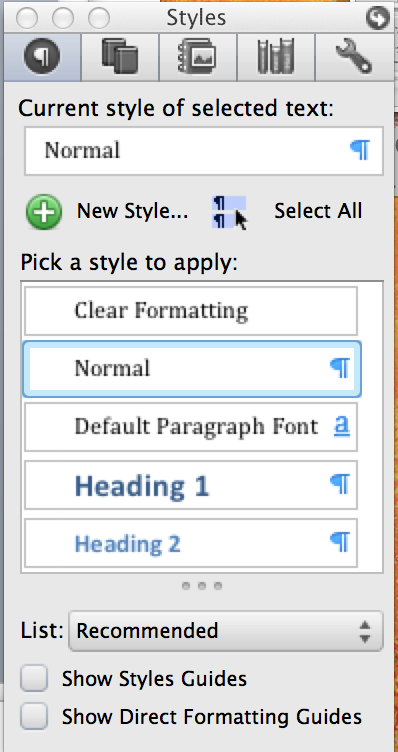 Styles
Current style of selected text:
Normal ¶
New Style... Select All
Pick a style to apply:
Clear Formatting
Normal ¶
Default Paragraph Font a
Heading 1 ¶
Heading 2 ¶
List: Recommended
Show Styles Guides
Show Direct Formatting Guides